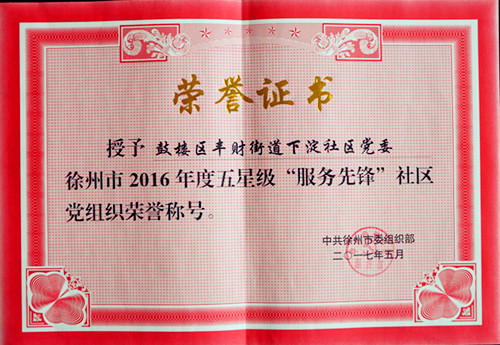 荣誉证书
授予 鼓楼区丰财街道下淀社区党委
徐州市2016年度五星级“服务先锋”社区
党组织荣誉称号。
中共徐州市委组织部
二〇一七年五月